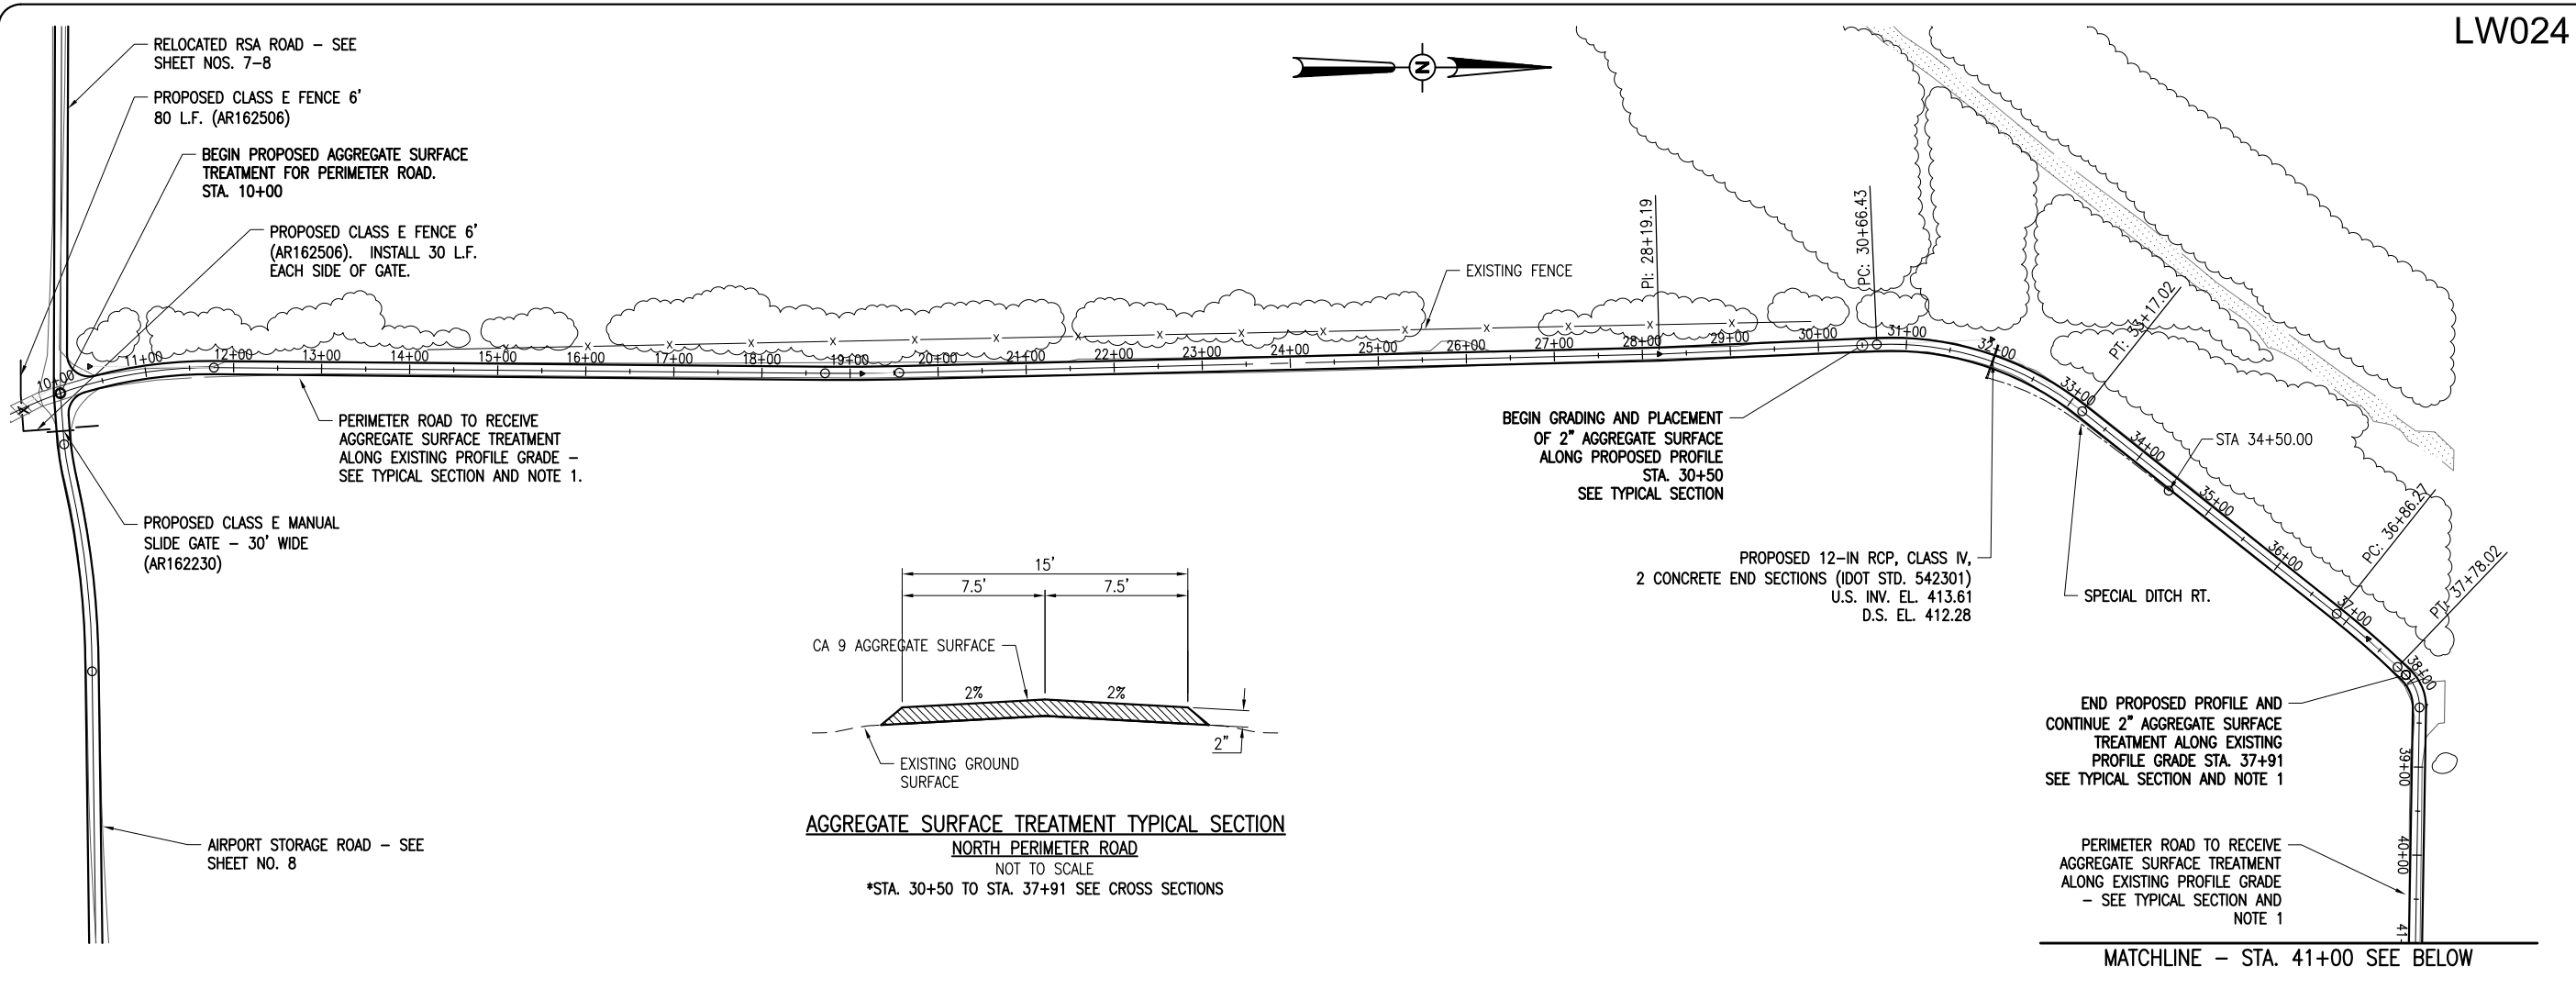 LW024
RELOCATED RSA ROAD – SEE
SHEET NOS. 7–8
PROPOSED CLASS E FENCE 6'
80 L.F. (AR162506)
BEGIN PROPOSED AGGREGATE SURFACE
TREATMENT FOR PERIMETER ROAD.
STA. 10+00
PROPOSED CLASS E FENCE 6'
(AR162506). INSTALL 30 L.F.
EACH SIDE OF GATE.
N
EXISTING FENCE
PI: 28+19.19
PC: 30+66.43
PT: 33+17.02
10+00
11+00
12+00
13+00
14+00
15+00
16+00
17+00
18+00
19+00
20+00
21+00
22+00
23+00
24+00
25+00
26+00
27+00
28+00
29+00
30+00
31+00
32+00
33+00
34+00
35+00
36+00
37+00
38+00
39+00
40+00
41
PERIMETER ROAD TO RECEIVE
AGGREGATE SURFACE TREATMENT
ALONG EXISTING PROFILE GRADE –
SEE TYPICAL SECTION AND NOTE 1.
BEGIN GRADING AND PLACEMENT
OF 2" AGGREGATE SURFACE
ALONG PROPOSED PROFILE
STA. 30+50
SEE TYPICAL SECTION
STA 34+50.00
PC: 36+86.27
PT: 37+78.02
PROPOSED CLASS E MANUAL
SLIDE GATE – 30' WIDE
(AR162230)
PROPOSED 12–IN RCP, CLASS IV,
2 CONCRETE END SECTIONS (IDOT STD. 542301)
U.S. INV. EL. 413.61
D.S. EL. 412.28
SPECIAL DITCH RT.
15'
7.5' 7.5'
CA 9 AGGREGATE SURFACE
2% 2%
2"
EXISTING GROUND
SURFACE
AGGREGATE SURFACE TREATMENT TYPICAL SECTION
NORTH PERIMETER ROAD
NOT TO SCALE
*STA. 30+50 TO STA. 37+91 SEE CROSS SECTIONS
AIRPORT STORAGE ROAD – SEE
SHEET NO. 8
END PROPOSED PROFILE AND
CONTINUE 2" AGGREGATE SURFACE
TREATMENT ALONG EXISTING
PROFILE GRADE STA. 37+91
SEE TYPICAL SECTION AND NOTE 1
PERIMETER ROAD TO RECEIVE
AGGREGATE SURFACE TREATMENT
ALONG EXISTING PROFILE GRADE
– SEE TYPICAL SECTION AND
NOTE 1
MATCHLINE – STA. 41+00 SEE BELOW